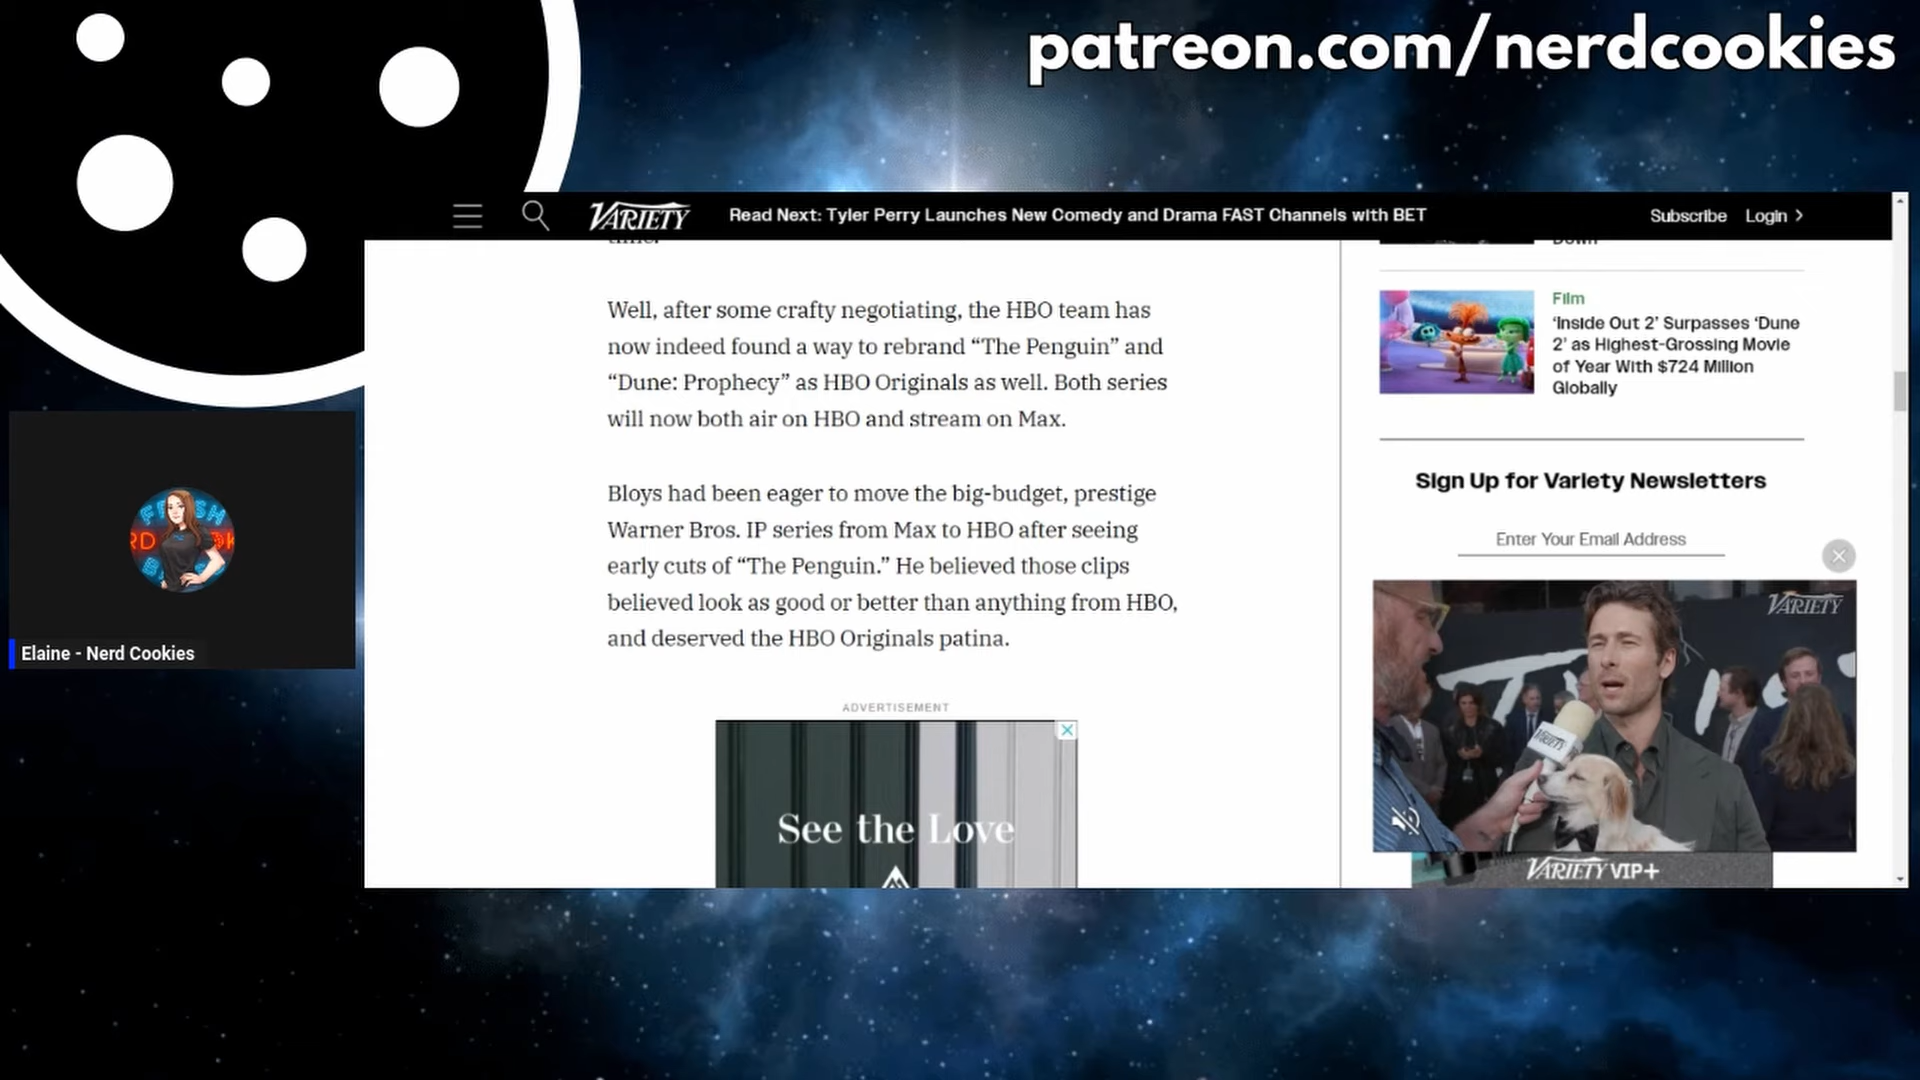 patreon.com/nerdcookies
VARIETY
Read Next: Tyler Perry Launches New Comedy and Drama FAST Channels with BET
Subscribe
Login
time.
Well, after some crafty negotiating, the HBO team has
now indeed found a way to rebrand “The Penguin” and
“Dune: Prophecy” as HBO Originals as well. Both series
will now both air on HBO and stream on Max.
Bloys had been eager to move the big-budget, prestige
Warner Bros. IP series from Max to HBO after seeing
early cuts of “The Penguin.” He believed those clips
believed look as good or better than anything from HBO,
and deserved the HBO Originals patina.
ADVERTISEMENT
See the Love
Down
Film
‘Inside Out 2’ Surpasses ‘Dune
2’ as Highest-Grossing Movie
of Year With $724 Million
Globally
Sign Up for Variety Newsletters
Enter Your Email Address
VARIETY
VARIETY
VARIETY VIP+
Elaine - Nerd Cookies